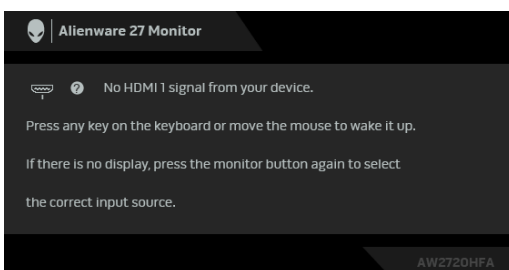 Alienware 27 Monitor
No HDMI 1 signal from your device.
Press any key on the keyboard or move the mouse to wake it up.
If there is no display, press the monitor button again to select
the correct input source.
AW2720HFA